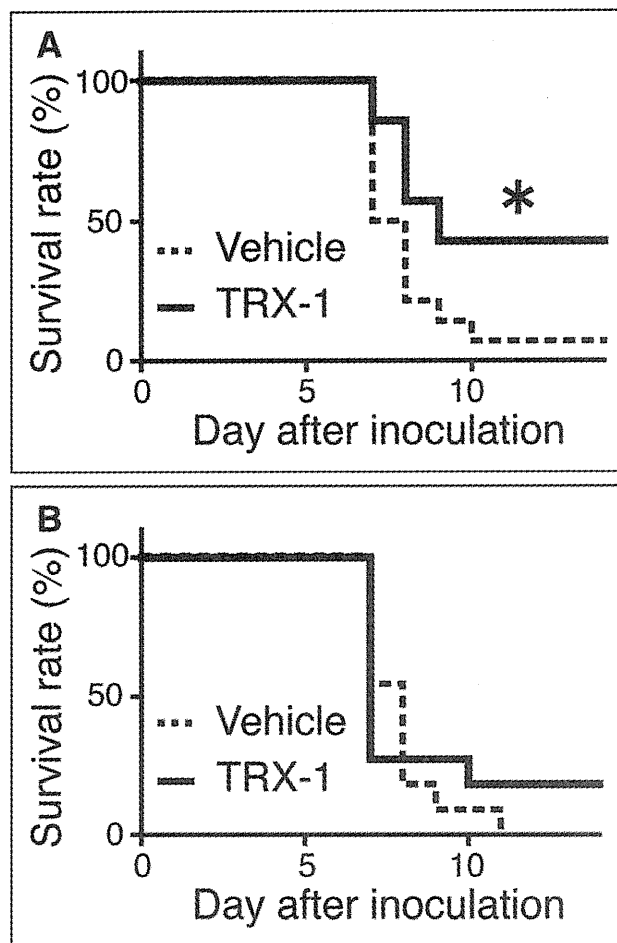 A
Survival rate (%)
100
50
0
Vehicle
TRX-1
*
0 5 10
Day after inoculation
B
Survival rate (%)
100
50
0
Vehicle
TRX-1
0 5 10
Day after inoculation